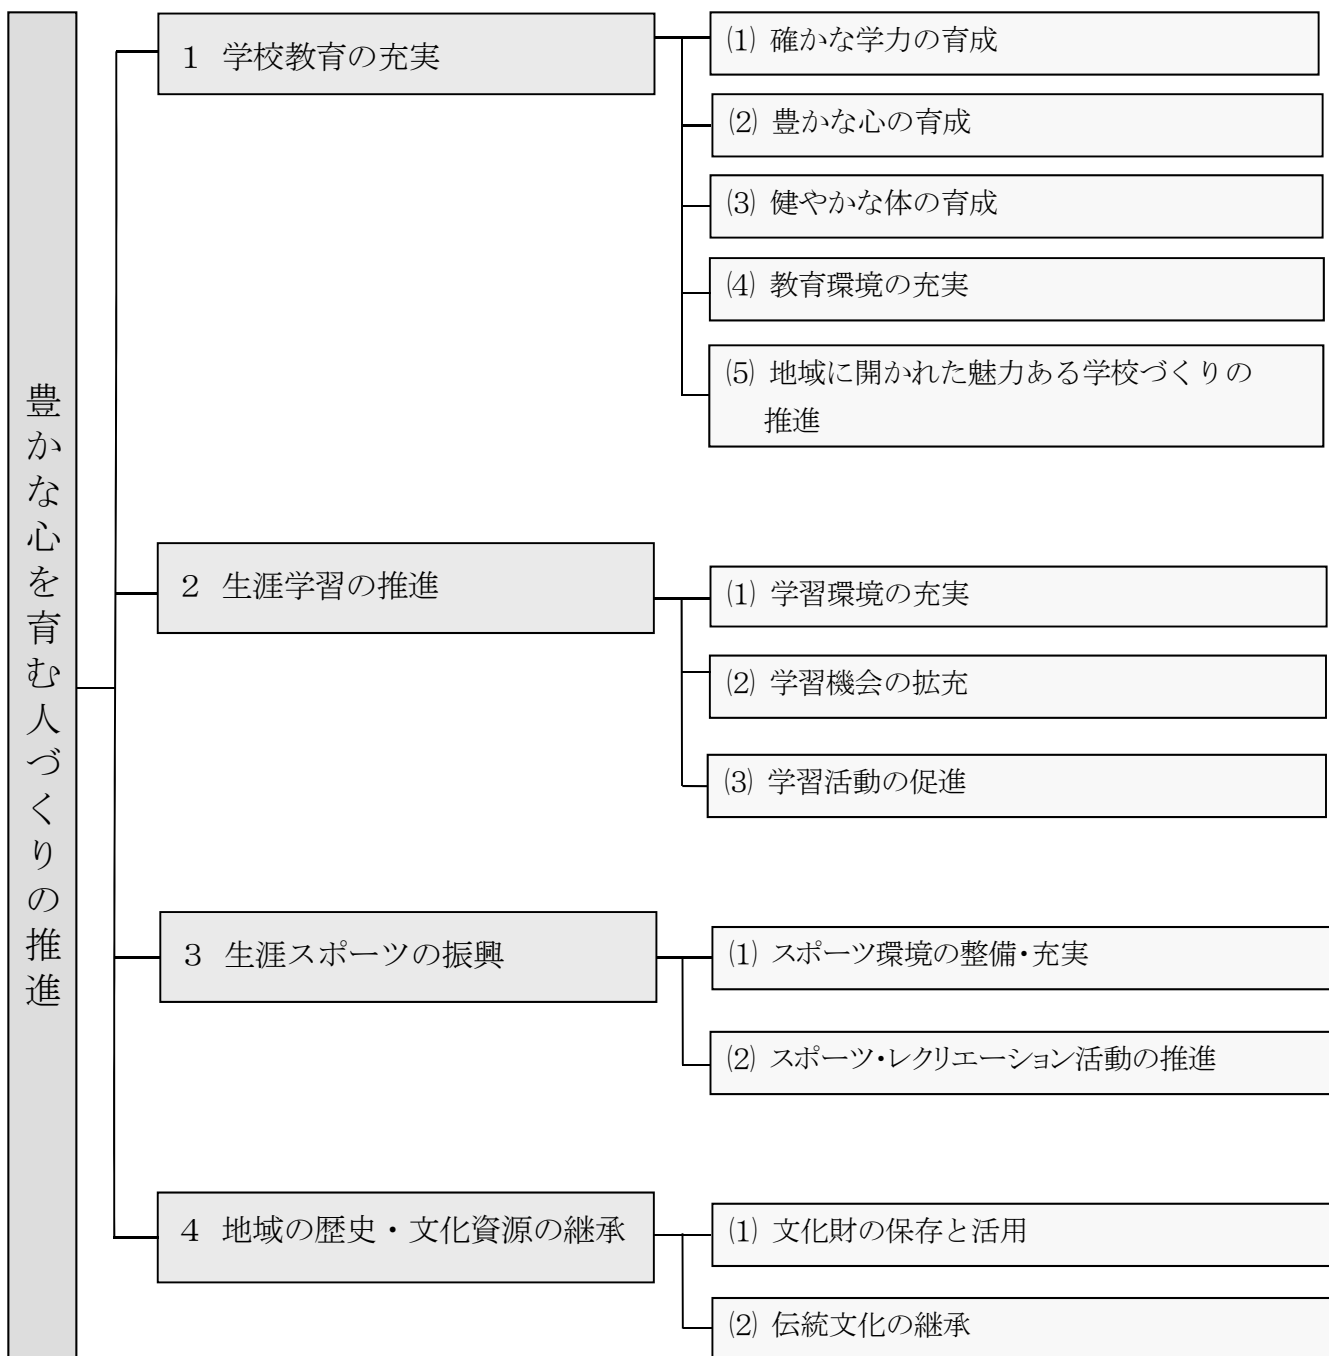 豊かな心を育む人づくりの推進
1 学校教育の充実
⑴ 確かな学力の育成
⑵ 豊かな心の育成
⑶ 健やかな体の育成
⑷ 教育環境の充実
⑸ 地域に開かれた魅力ある学校づくりの
推進
2 生涯学習の推進
⑴ 学習環境の充実
⑵ 学習機会の拡充
⑶ 学習活動の促進
3 生涯スポーツの振興
⑴ スポーツ環境の整備・充実
⑵ スポーツ・レクリエーション活動の推進
4 地域の歴史・文化資源の継承
⑴ 文化財の保存と活用
⑵ 伝統文化の継承